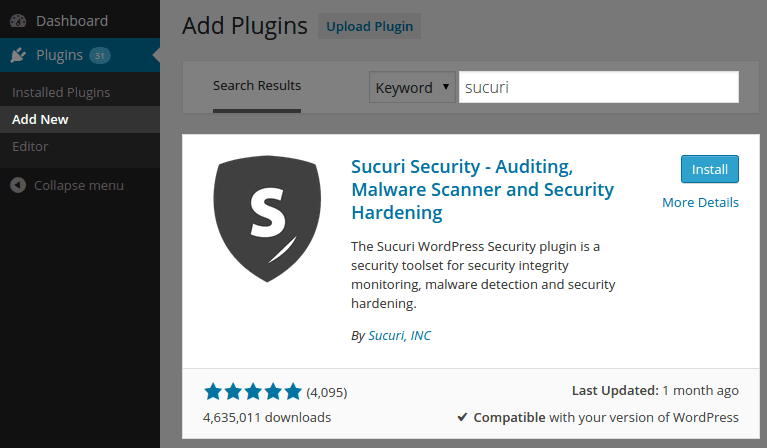 Dashboard
Plugins 31
Installed Plugins
Add New
Editor
Collapse menu
Add Plugins Upload Plugin
Search Results Keyword sucuri
S
Sucuri Security - Auditing,
Malware Scanner and Security
Hardening
Install
More Details
The Sucuri WordPress Security plugin is a
security toolset for security integrity
monitoring, malware detection and security
hardening.
By Sucuri, INC
(4,095)
4,635,011 downloads
Last Updated: 1 month ago
Compatible with your version of WordPress